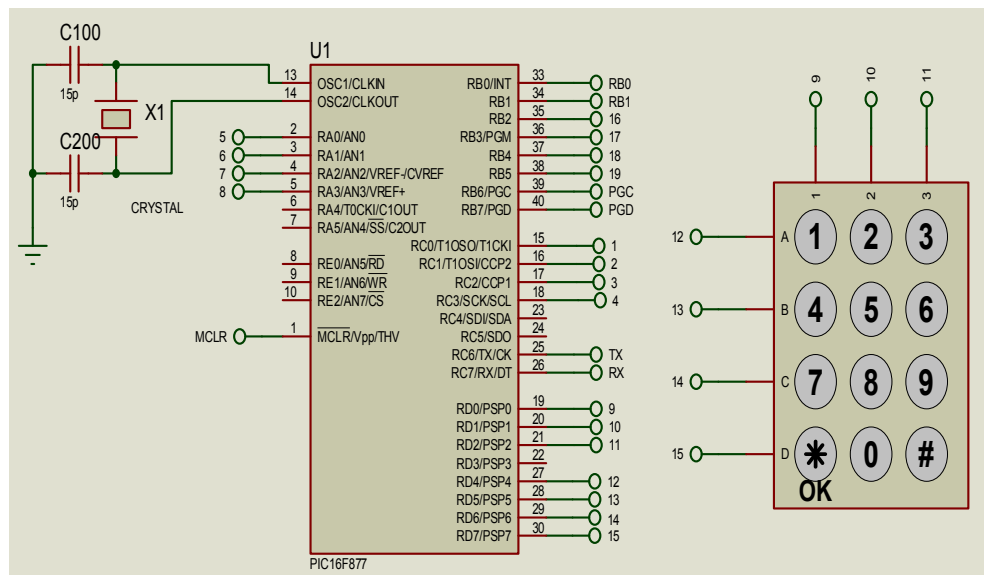 C100
15p
X1
C200
15p
CRYSTAL
U1
13 OSC1/CLKIN
14 OSC2/CLKOUT
5 2 RA0/AN0
6 3 RA1/AN1
7 4 RA2/AN2/VREF-/CVREF
8 5 RA3/AN3/VREF+
6 RA4/T0CKI/C1OUT
7 RA5/AN4/SS/C2OUT
8 RE0/AN5/RD
9 RE1/AN6/WR
10 RE2/AN7/CS
MCLR 1 MCLR/Vpp/THV
RB0/INT 33 RB0
RB1 34 RB1
RB2 35 16
RB3/PGM 36 17
RB4 37 18
RB5 38 19
RB6/PGC 39 PGC
RB7/PGD 40 PGD
RC0/T1OSO/T1CKI 15 1
RC1/T1OSI/CCP2 16 2
RC2/CCP1 17 3
RC3/SCK/SCL 18 4
RC4/SDI/SDA 23
RC5/SDO 24
RC6/TX/CK 25 TX
RC7/RX/DT 26 RX
RD0/PSP0 19 9
RD1/PSP1 20 10
RD2/PSP2 21 11
RD3/PSP3 22
RD4/PSP4 27 12
RD5/PSP5 28 13
RD6/PSP6 29 14
RD7/PSP7 30 15
PIC16F877
9 10 11
1 2 3
12 A 1 2 3
13 B 4 5 6
14 C 7 8 9
15 D * 0 #
OK